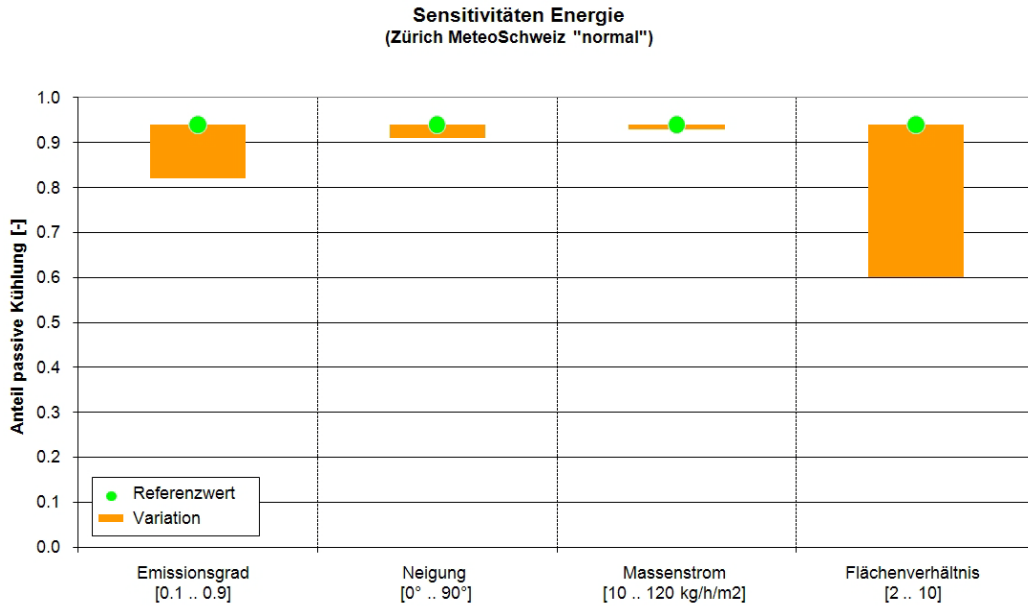 Sensitivitäten Energie
(Zürich MeteoSchweiz "normal")
Anteil passive Kühlung [-]
1.0
0.9
0.8
0.7
0.6
0.5
0.4
0.3
0.2
0.1
0.0
Referenzwert
Variation
Emissionsgrad
[0.1 .. 0.9]
Neigung
[0° .. 90°]
Massenstrom
[10 .. 120 kg/h/m2]
Flächenverhältnis
[2 .. 10]